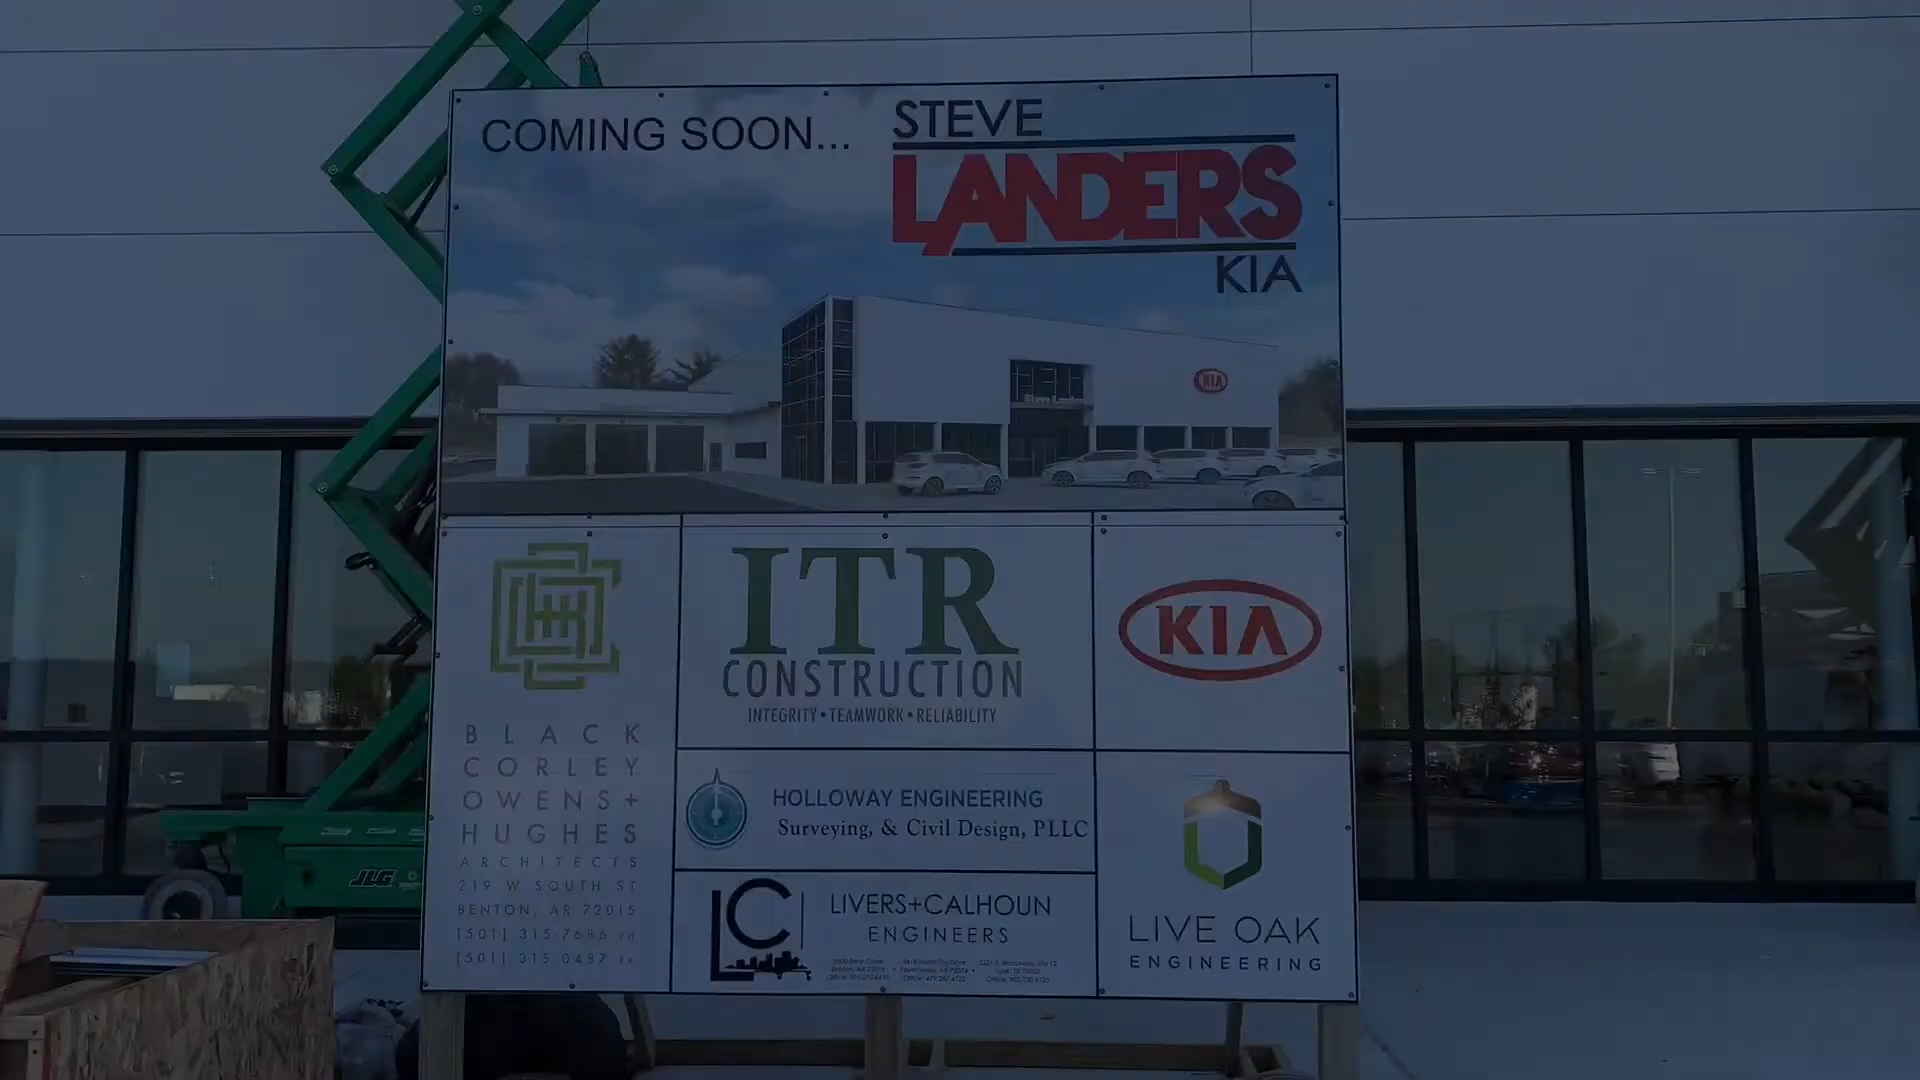 COMING SOON...
STEVE
LANDERS
KIA
KIA
ITR
CONSTRUCTION
INTEGRITY • TEAMWORK • RELIABILITY
KIA
BLACK
CORLEY
OWENS+
HUGHES
ARCHITECTS
219 W SOUTH ST
BENTON, AR 72015
[501] 315-7686 PH
[501] 315 0487 FX
HOLLOWAY ENGINEERING
Surveying, & Civil Design, PLLC
LC
LIVERS+CALHOUN
ENGINEERS
LIVE OAK
ENGINEERING
JLG